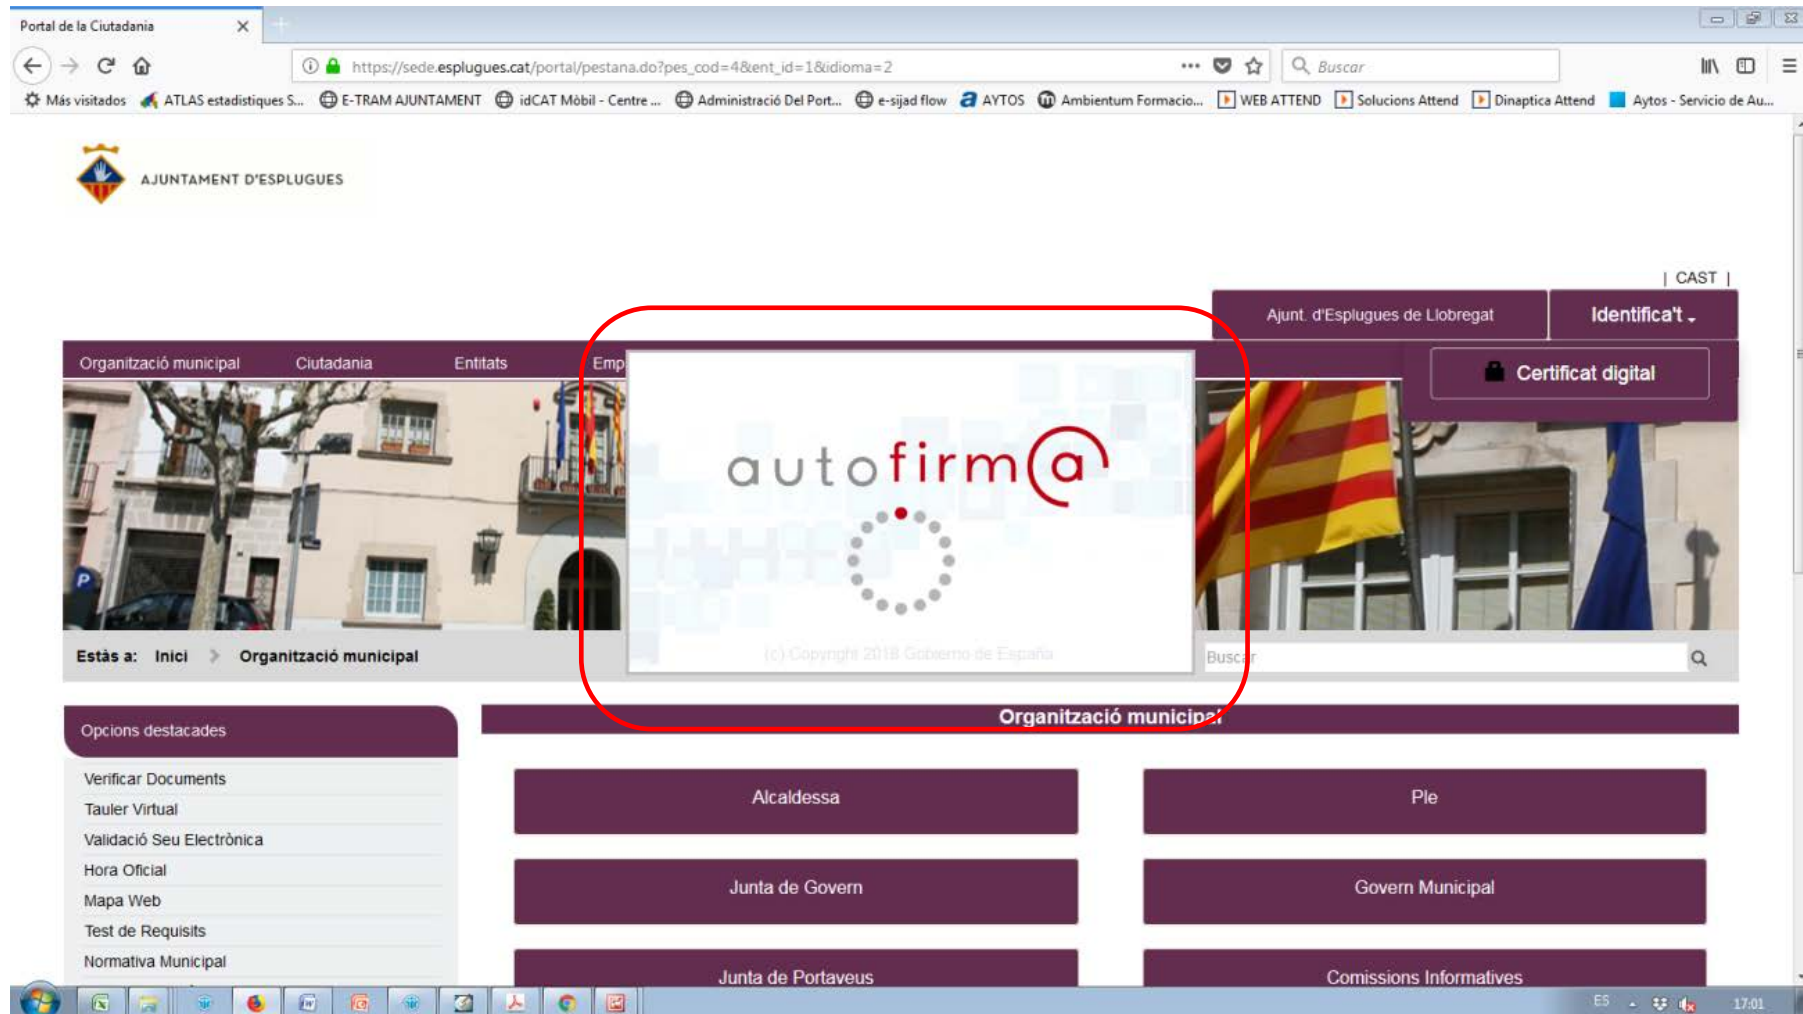 Portal de la Ciutadania
https://sede.esplugues.cat/portal/pestana.do?pes_cod=4&ent_id=1&idioma=2
Buscar
Más visitados
ATLAS estadistiques S...
E-TRAM AJUNTAMENT
idCAT Mòbil - Centre ...
Administració Del Port...
e-sijad flow
AYTOS
Ambientum Formacio...
WEB ATTEND
Solucions Attend
Dinaptica Attend
Aytos - Servicio de Au...
AJUNTAMENT D'ESPLUGUES
| CAST |
Ajunt. d'Esplugues de Llobregat
Identifica't
Organització municipal
Ciutadania
Entitats
Emp
Certificat digital
autofirm@
(c) Copyright 2018 Gobierno de España
P
Estàs a: Inici
Organització municipal
Buscar
Opcions destacades
Verificar Documents
Tauler Virtual
Validació Seu Electrònica
Hora Oficial
Mapa Web
Test de Requisits
Normativa Municipal
Organització municipal
Alcaldessa
Ple
Junta de Govern
Govern Municipal
Junta de Portaveus
Comissions Informatives
ES
17:01